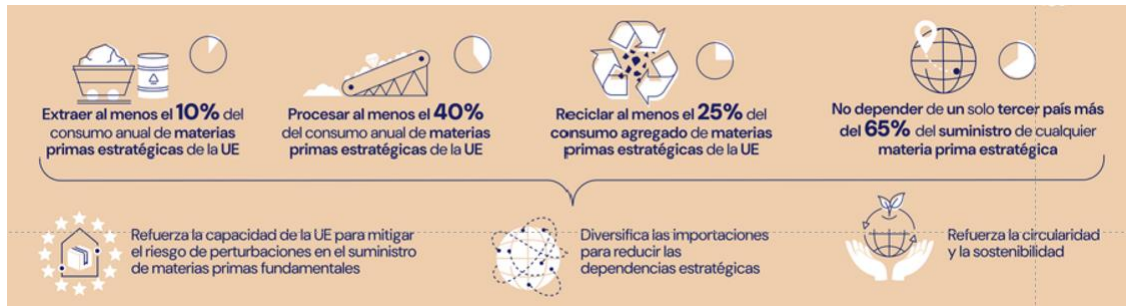 Extraer al menos el 10% del
consumo anual de materias
primas estratégicas de la UE
Procesar al menos el 40%
del consumo anual de materias
primas estratégicas de la UE
Reciclar al menos el 25% del
consumo agregado de materias
primas estratégicas de la UE
No depender de un solo tercer país más
del 65% del suministro de cualquier
materia prima estratégica
Refuerza la capacidad de la UE para mitigar
el riesgo de perturbaciones en el suministro
de materias primas fundamentales
Diversifica las importaciones
para reducir las
dependencias estratégicas
Refuerza la circularidad
y la sostenibilidad